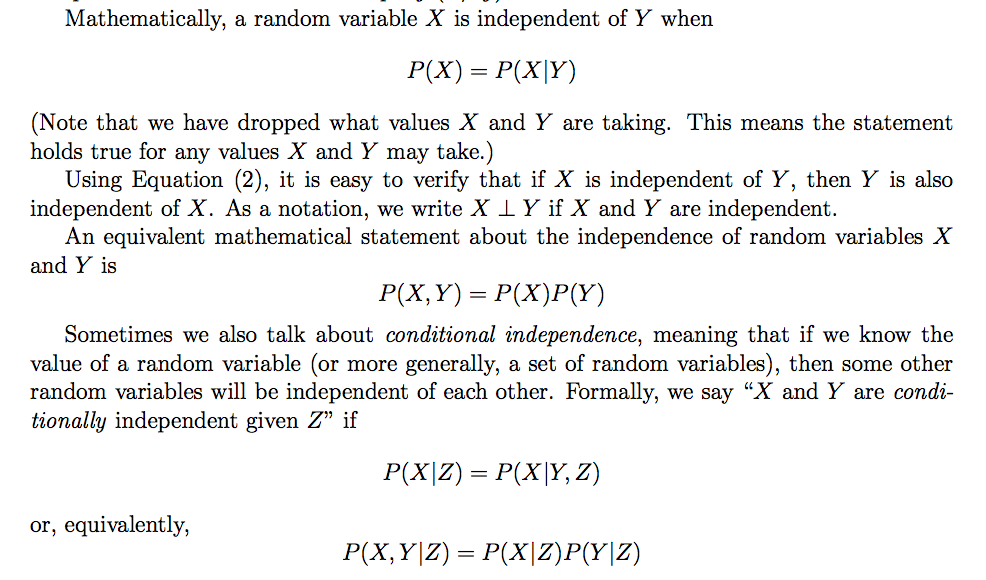 Mathematically, a random variable X is independent of Y when
P(X) = P(X|Y)
(Note that we have dropped what values X and Y are taking. This means the statement
holds true for any values X and Y may take.)
Using Equation (2), it is easy to verify that if X is independent of Y, then Y is also
independent of X. As a notation, we write X ⊥ Y if X and Y are independent.
An equivalent mathematical statement about the independence of random variables X
and Y is
P(X, Y) = P(X)P(Y)
Sometimes we also talk about conditional independence, meaning that if we know the
value of a random variable (or more generally, a set of random variables), then some other
random variables will be independent of each other. Formally, we say “X and Y are condi-
tionally independent given Z” if
P(X|Z) = P(X|Y, Z)
or, equivalently,
P(X, Y|Z) = P(X|Z)P(Y|Z)